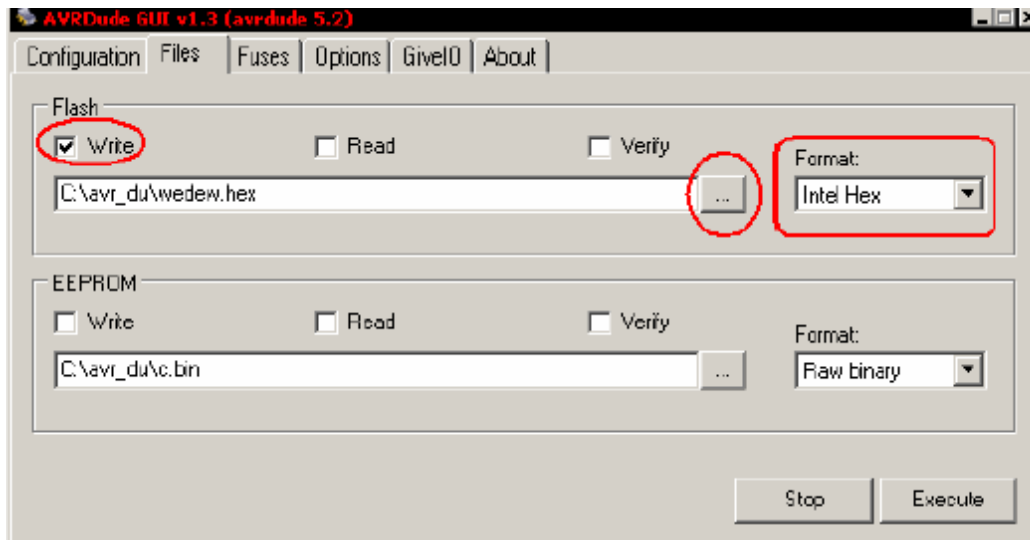 AVRDude GUI v1.3 (avrdude 5.2)
Configuration Files Fuses Options GiveIO About
Flash
Write Read Verify
Format:
C:\avr_du\wedew.hex ... Intel Hex
EEPROM
Write Read Verify
Format:
C:\avr_du\c.bin ... Raw binary
Stop Execute